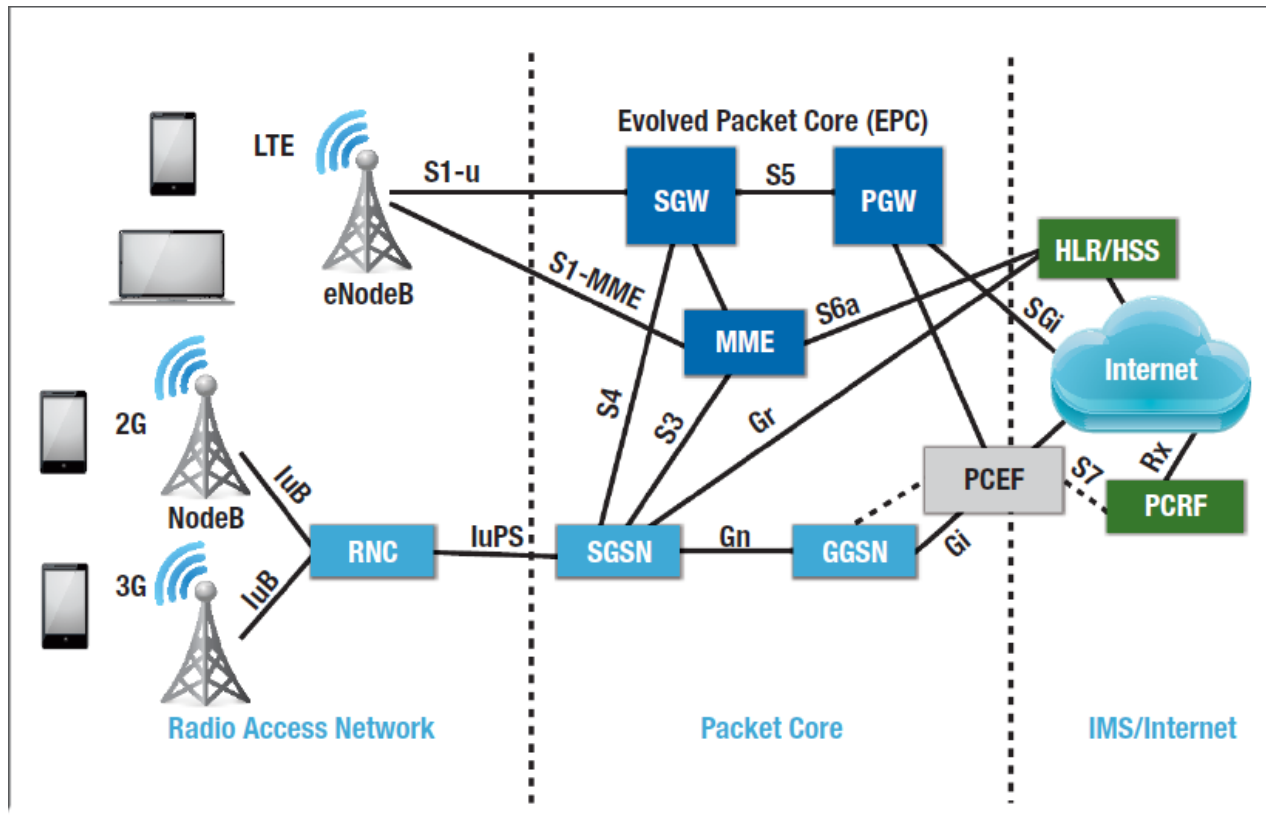 Evolved Packet Core (EPC)
LTE
S1-u
SGW
S5
PGW
HLR/HSS
eNodeB
S1-MME
MME
S6a
SGi
Internet
2G
NodeB
IuB
S4
S3
Gr
PCEF
S7
Rx
PCRF
RNC
IuPS
SGSN
Gn
GGSN
Gi
3G
IuB
Radio Access Network
Packet Core
IMS/Internet